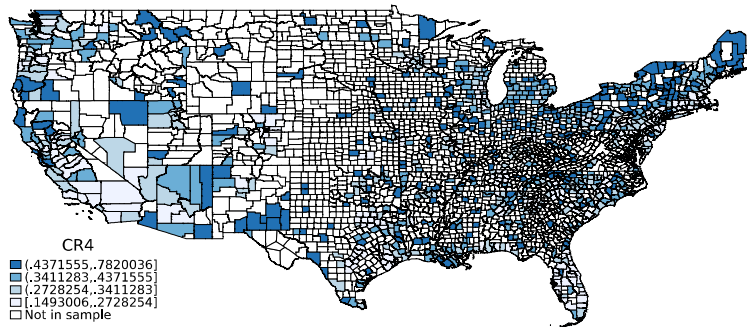 CR4
(.4371555,.7820036]
(.3411283,.4371555]
(.2728254,.3411283]
[.1493006,.2728254]
Not in sample